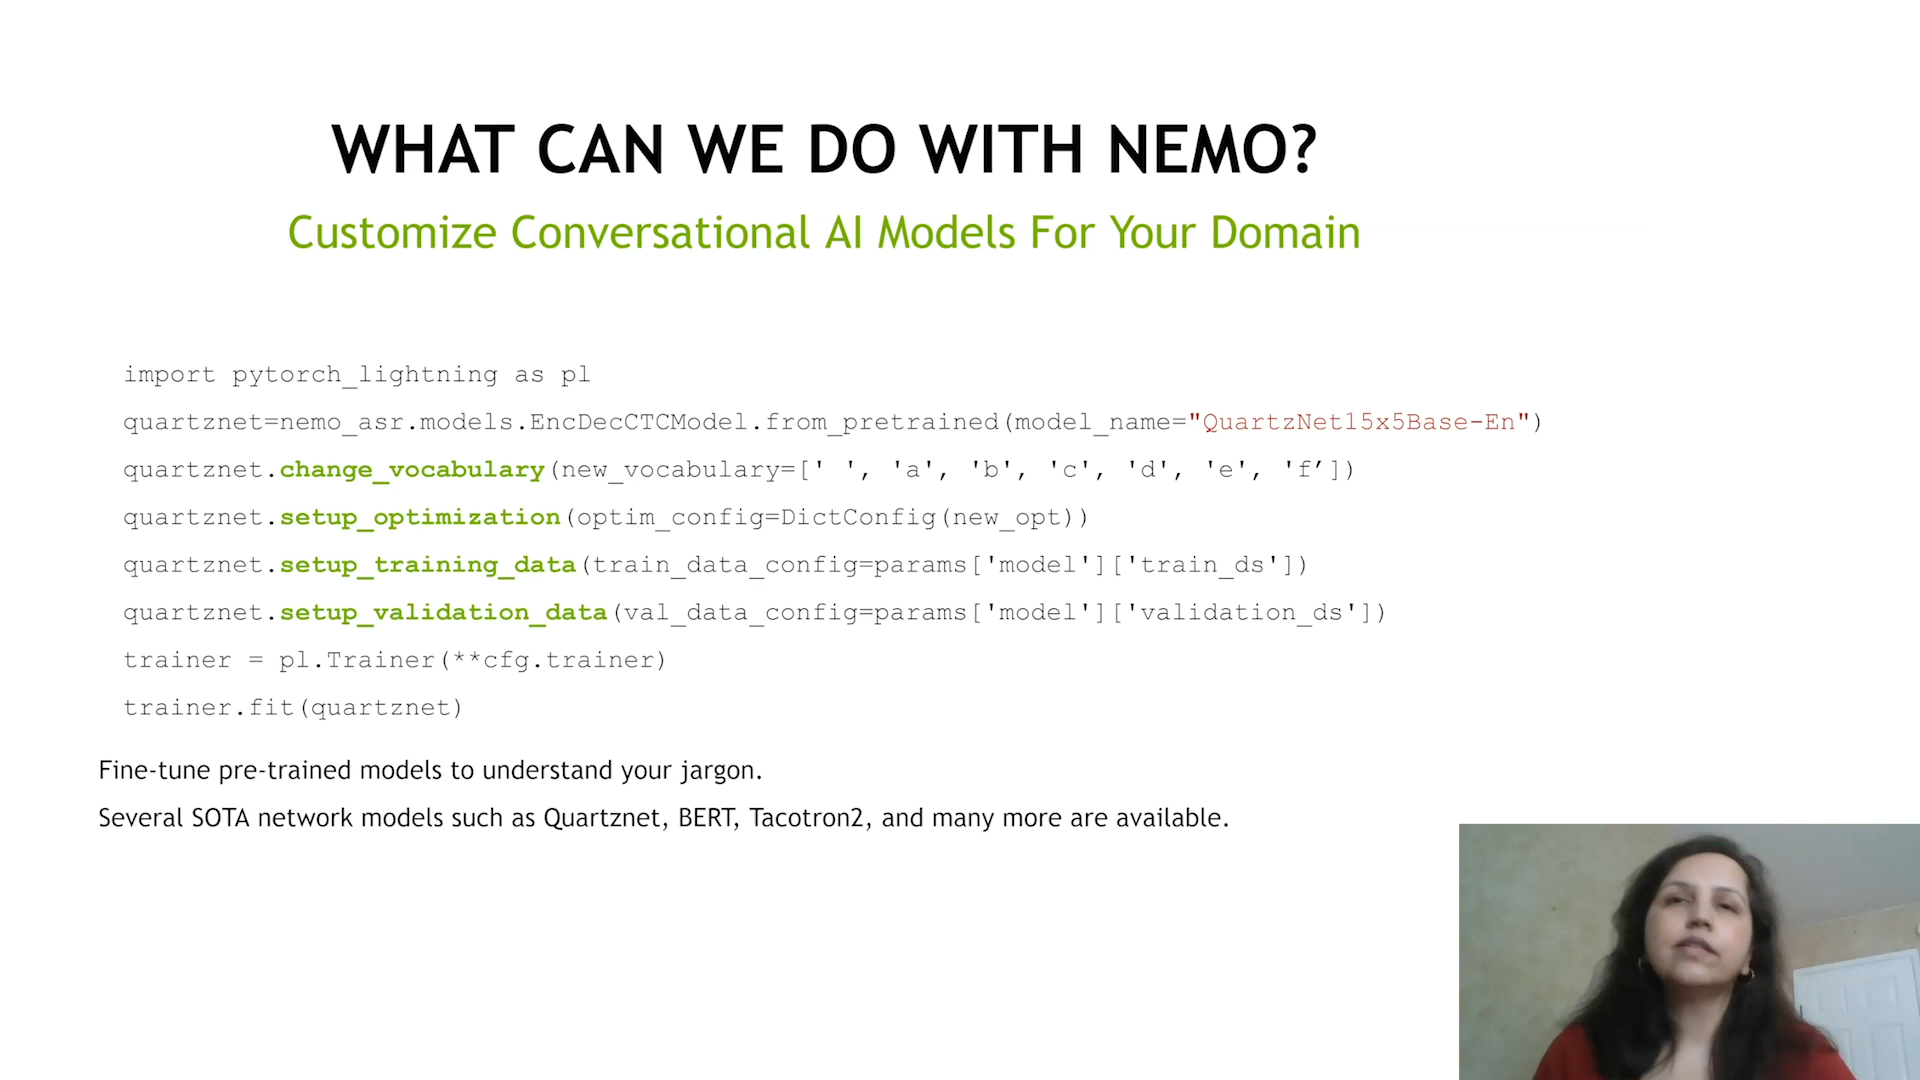 WHAT CAN WE DO WITH NEMO?
Customize Conversational AI Models For Your Domain
import pytorch_lightning as pl
quartznet=nemo_asr.models.EncDecCTCModel.from_pretrained(model_name="QuartzNet15x5Base-En")
quartznet.change_vocabulary(new_vocabulary=[' ', 'a', 'b', 'c', 'd', 'e', 'f’])
quartznet.setup_optimization(optim_config=DictConfig(new_opt))
quartznet.setup_training_data(train_data_config=params['model']['train_ds'])
quartznet.setup_validation_data(val_data_config=params['model']['validation_ds'])
trainer = pl.Trainer(**cfg.trainer)
trainer.fit(quartznet)
Fine-tune pre-trained models to understand your jargon.
Several SOTA network models such as Quartznet, BERT, Tacotron2, and many more are available.